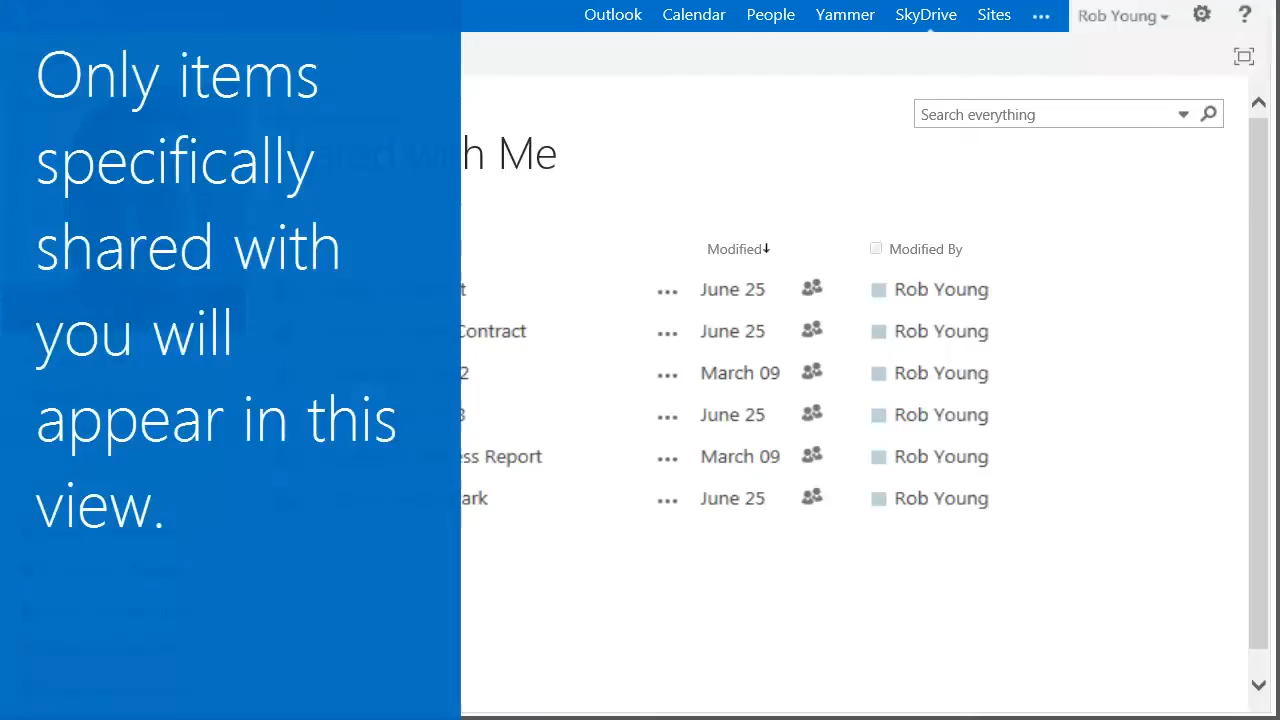 Outlook Calendar People Yammer SkyDrive Sites ... Rob Young ?
Only items
specifically
shared with
you will
appear in this
view.
Search everything
h Me
Modified Modified By
t ... June 25 Rob Young
Contract ... June 25 Rob Young
2 ... March 09 Rob Young
3 ... June 25 Rob Young
ss Report ... March 09 Rob Young
ark ... June 25 Rob Young